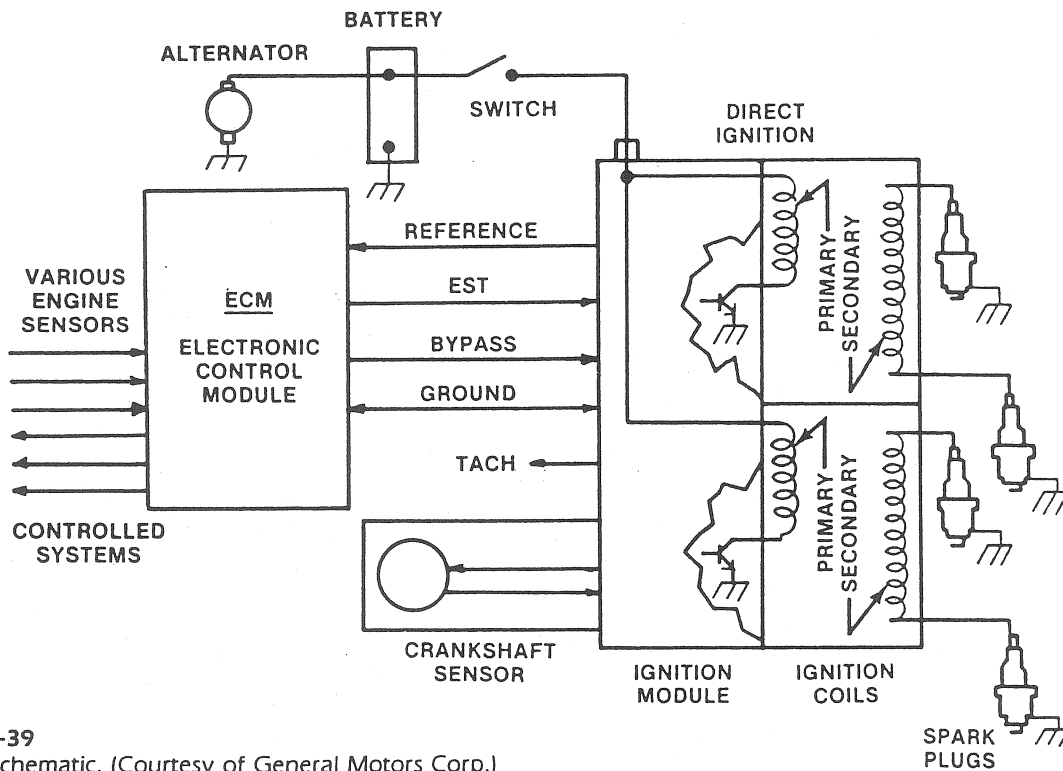 BATTERY
ALTERNATOR
SWITCH
DIRECT
IGNITION
REFERENCE
EST
BYPASS
GROUND
TACH
VARIOUS
ENGINE
SENSORS
ECM
ELECTRONIC
CONTROL
MODULE
CONTROLLED
SYSTEMS
PRIMARY
SECONDARY
PRIMARY
SECONDARY
CRANKSHAFT
SENSOR
IGNITION
MODULE
IGNITION
COILS
SPARK
PLUGS
-39
chematic. (Courtesy of General Motors Corp.)